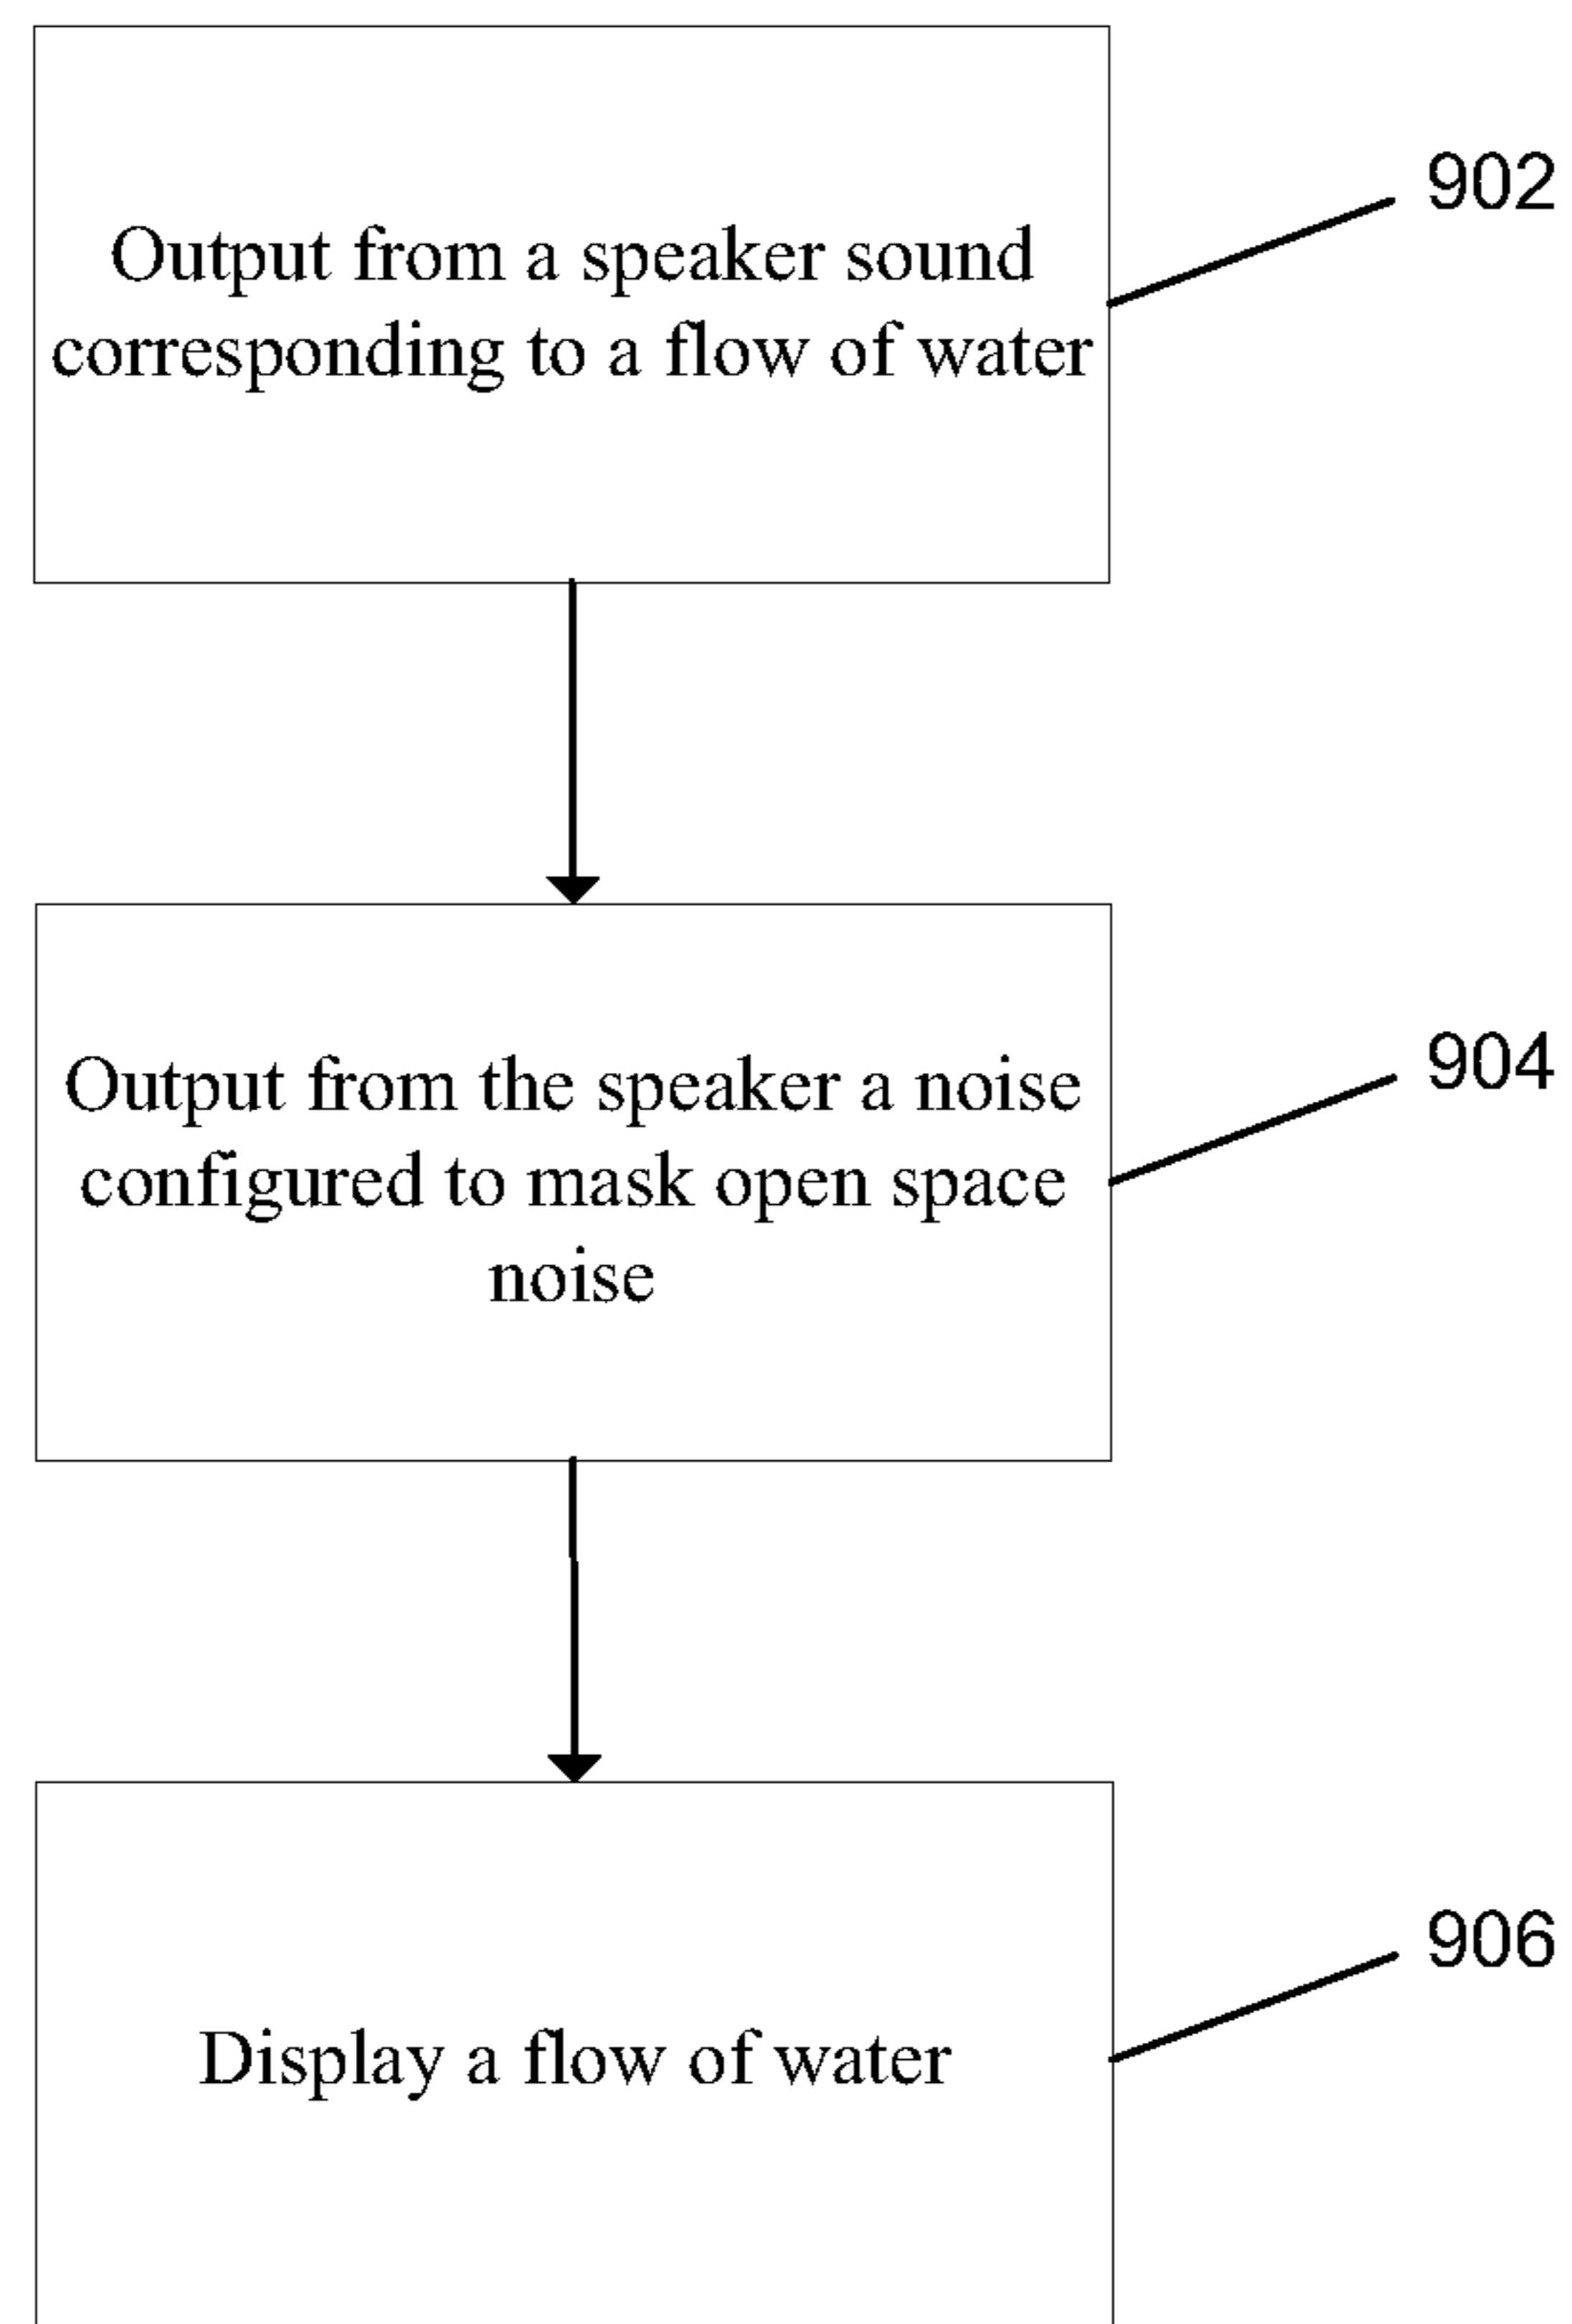 Output from a speaker sound
corresponding to a flow of water
902
Output from the speaker a noise
configured to mask open space
noise
904
Display a flow of water
906